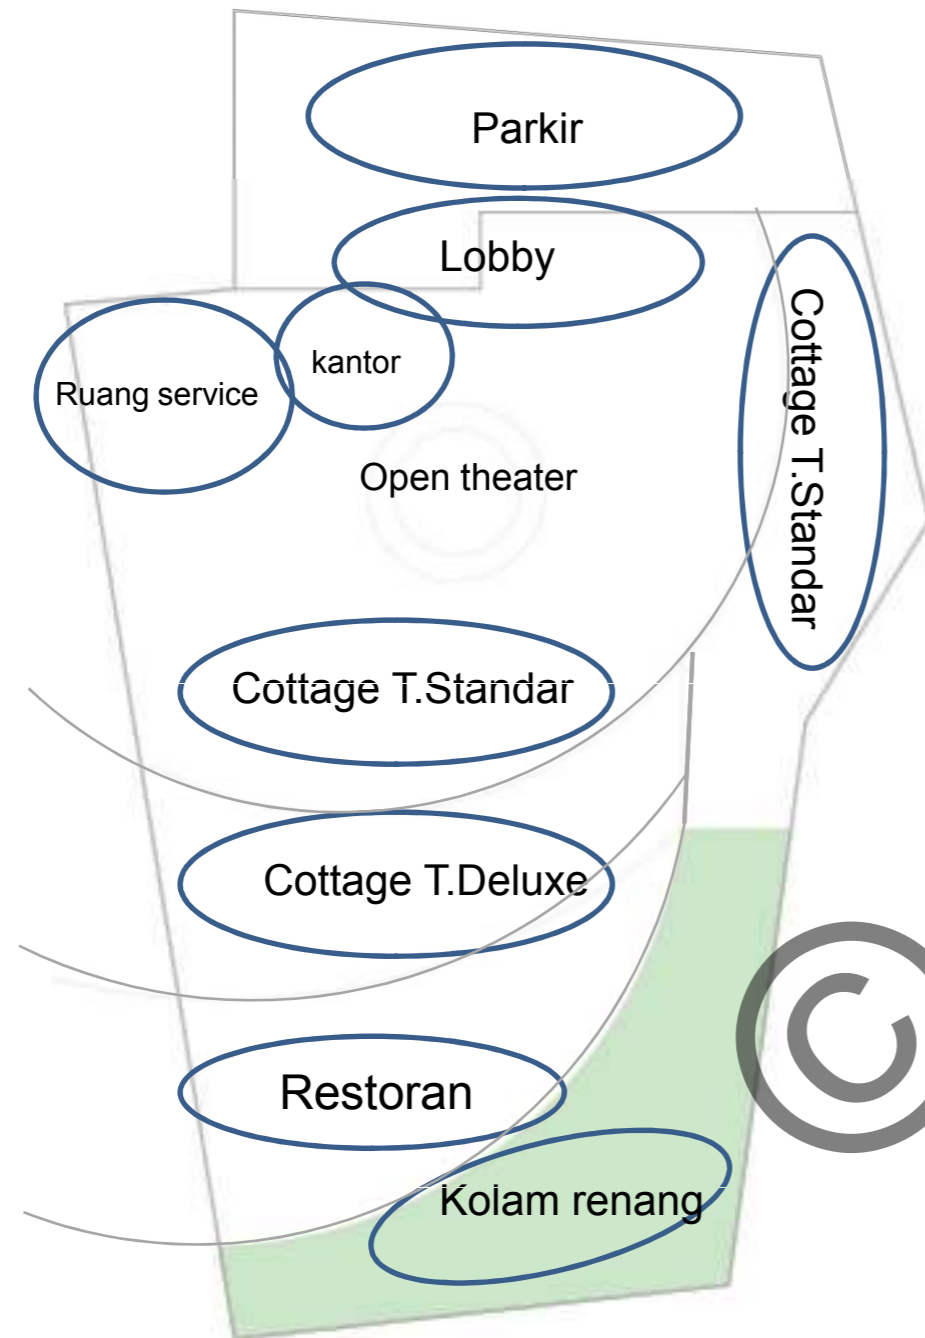 Parkir
Lobby
kantor
Ruang service
Cottage T.Standar
Open theater
Cottage T.Standar
Cottage T.Deluxe
Restoran
Kolam renang
©